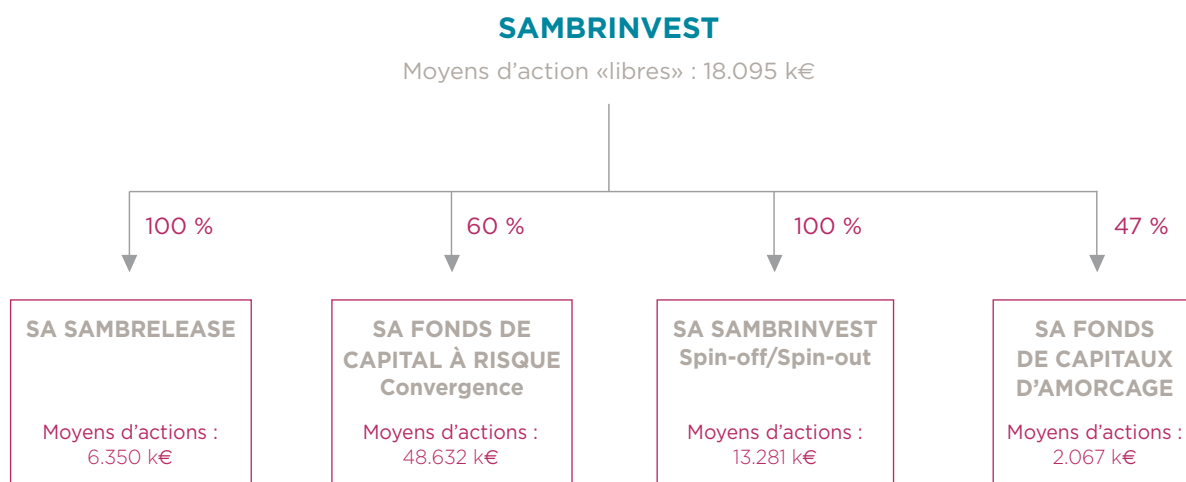 SAMBRINVEST
Moyens d’action «libres» : 18.095 k€
100 %
60 %
100 %
47 %
SA SAMBRELEASE
Moyens d’actions :
6.350 k€
SA FONDS DE
CAPITAL À RISQUE
Convergence
Moyens d’actions :
48.632 k€
SA SAMBRINVEST
Spin-off/Spin-out
Moyens d’actions :
13.281 k€
SA FONDS
DE CAPITAUX
D’AMORCAGE
Moyens d’actions :
2.067 k€